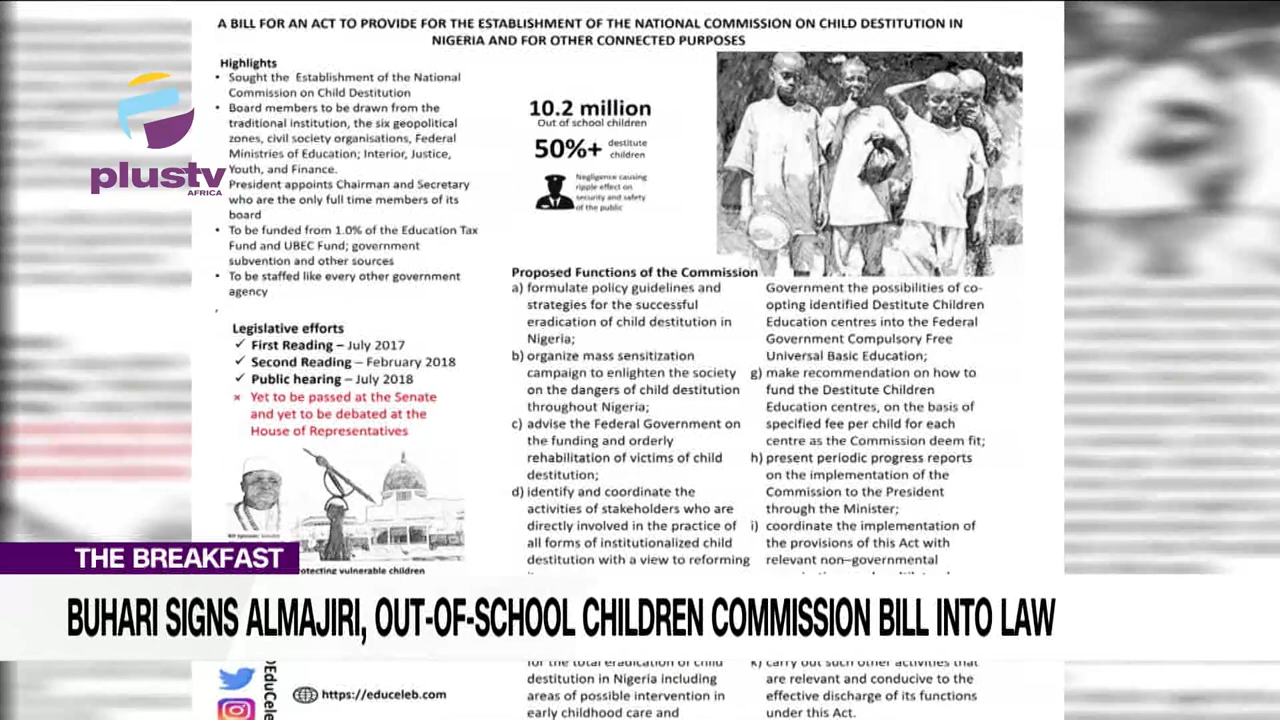 A BILL FOR AN ACT TO PROVIDE FOR THE ESTABLISHMENT OF THE NATIONAL COMMISSION ON CHILD DESTITUTION IN
NIGERIA AND FOR OTHER CONNECTED PURPOSES
Highlights
• Sought the Establishment of the National
Commission on Child Destitution
• Board members to be drawn from the
traditional institution, the six geopolitical
zones, civil society organisations, Federal
Ministries of Education; Interior, Justice,
Youth, and Finance.
President appoints Chairman and Secretary
who are the only full time members of its
board
• To be funded from 1.0% of the Education Tax
Fund and UBEC Fund; government
subvention and other sources
• To be staffed like every other government
agency
plustv
AFRICA
Legislative efforts
✓ First Reading – July 2017
✓ Second Reading – February 2018
✓ Public hearing – July 2018
× Yet to be passed at the Senate
and yet to be debated at the
House of Representatives
10.2 million
Out of school children
50%+ destitute
children
Negligence causing
ripple effect on
security and safety
of the public
Proposed Functions of the Commission
a) formulate policy guidelines and
strategies for the successful
eradication of child destitution in
Nigeria;
b) organize mass sensitization
campaign to enlighten the society
on the dangers of child destitution
throughout Nigeria;
c) advise the Federal Government on
the funding and orderly
rehabilitation of victims of child
destitution;
d) identify and coordinate the
activities of stakeholders who are
directly involved in the practice of
all forms of institutionalized child
destitution with a view to reforming
Government the possibilities of co-
opting identified Destitute Children
Education centres into the Federal
Government Compulsory Free
Universal Basic Education;
g) make recommendation on how to
fund the Destitute Children
Education centres, on the basis of
specified fee per child for each
centre as the Commission deem fit;
h) present periodic progress reports
on the implementation of the
Commission to the President
through the Minister;
i) coordinate the implementation of
the provisions of this Act with
relevant non–governmental
THE BREAKFAST
otecting vulnerable children
BUHARI SIGNS ALMAJIRI, OUT-OF-SCHOOL CHILDREN COMMISSION BILL INTO LAW
https://educeleb.com
for the total eradication of child
destitution in Nigeria including
areas of possible intervention in
early childhood care and
k) carry out such other activities that
are relevant and conducive to the
effective discharge of its functions
under this Act.